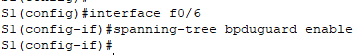 S1(config)#interface f0/6
S1(config-if)#spanning-tree bpduguard enable
S1(config-if)#